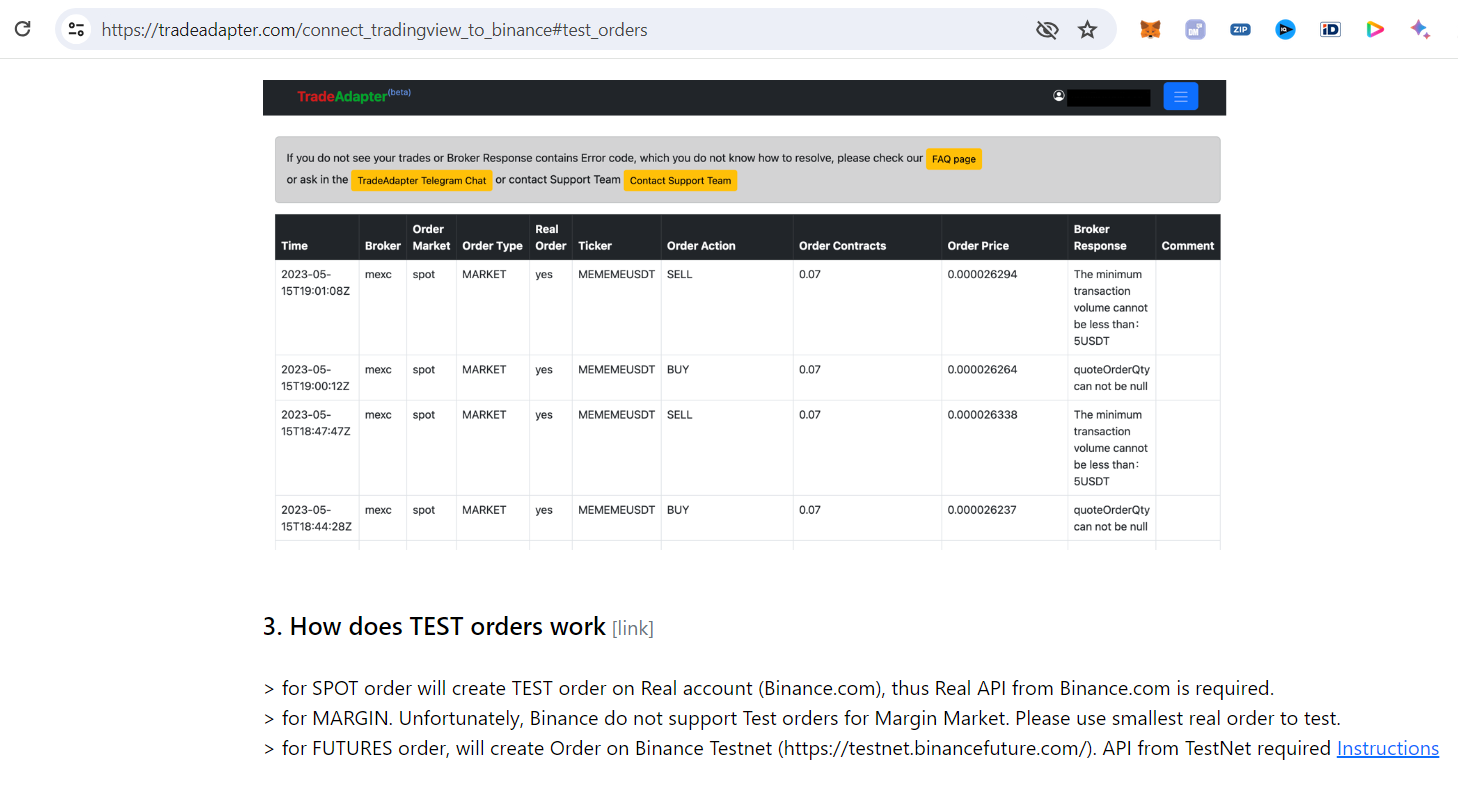 https://tradeadapter.com/connect_tradingview_to_binance#test_orders
TradeAdapter(beta)
If you do not see your trades or Broker Response contains Error code, which you do not know how to resolve, please check our FAQ page
or ask in the TradeAdapter Telegram Chat or contact Support Team Contact Support Team
Time Broker Order Market Order Type Real Order Ticker Order Action Order Contracts Order Price Broker Response Comment
2023-05-15T19:01:08Z mexc spot MARKET yes MEMEMEUSDT SELL 0.07 0.000026294 The minimum transaction volume cannot be less than: 5USDT
2023-05-15T19:00:12Z mexc spot MARKET yes MEMEMEUSDT BUY 0.07 0.000026264 quoteOrderQty can not be null
2023-05-15T18:47:47Z mexc spot MARKET yes MEMEMEUSDT SELL 0.07 0.000026338 The minimum transaction volume cannot be less than: 5USDT
2023-05-15T18:44:28Z mexc spot MARKET yes MEMEMEUSDT BUY 0.07 0.000026237 quoteOrderQty can not be null
3. How does TEST orders work [link]
> for SPOT order will create TEST order on Real account (Binance.com), thus Real API from Binance.com is required.
> for MARGIN. Unfortunately, Binance do not support Test orders for Margin Market. Please use smallest real order to test.
> for FUTURES order, will create Order on Binance Testnet (https://testnet.binancefuture.com/). API from TestNet required Instructions